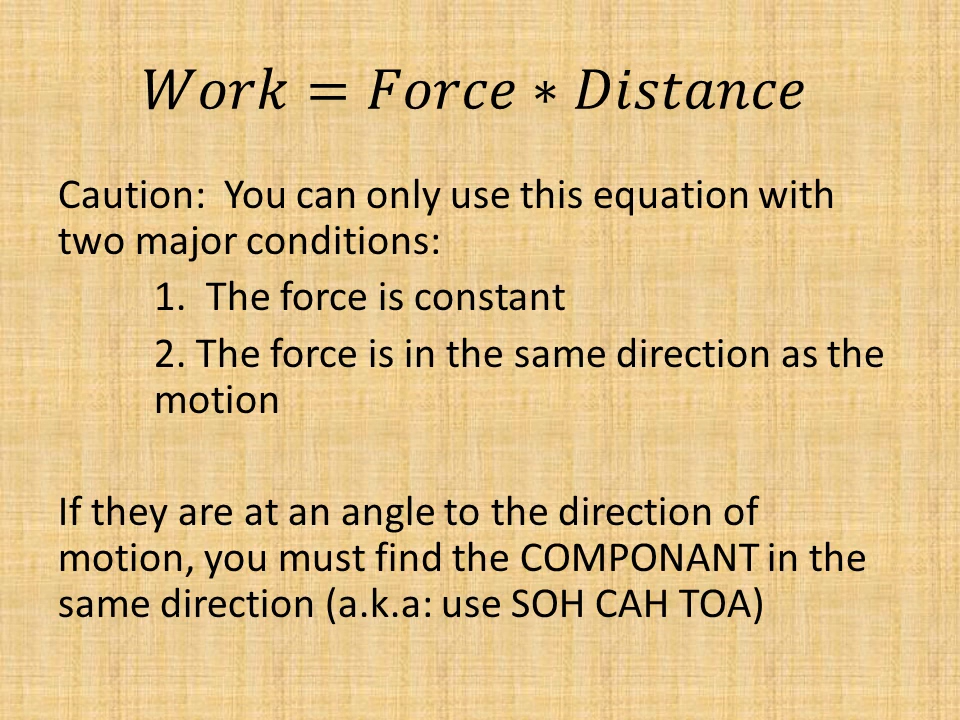 Work = Force ∗ Distance
Caution: You can only use this equation with
two major conditions:
1. The force is constant
2. The force is in the same direction as the
motion
If they are at an angle to the direction of
motion, you must find the COMPONANT in the
same direction (a.k.a: use SOH CAH TOA)